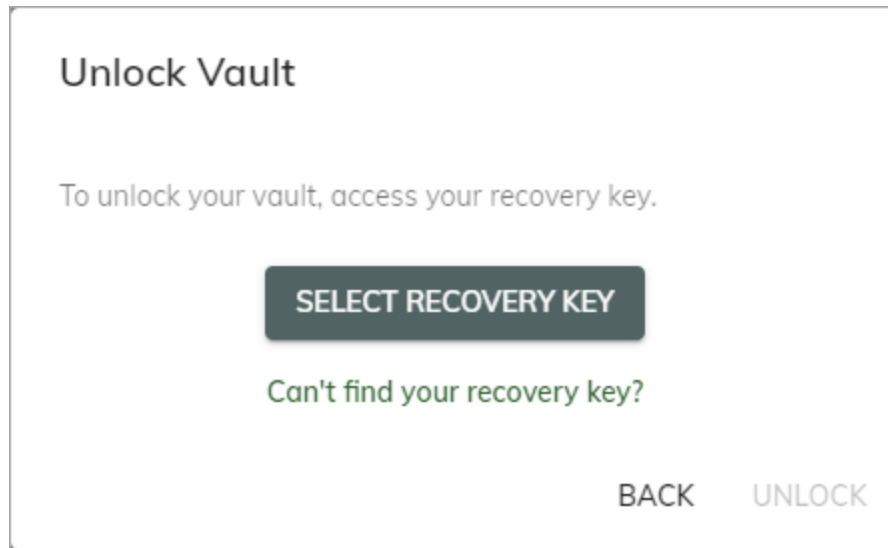 Unlock Vault
To unlock your vault, access your recovery key.
SELECT RECOVERY KEY
Can't find your recovery key?
BACK UNLOCK